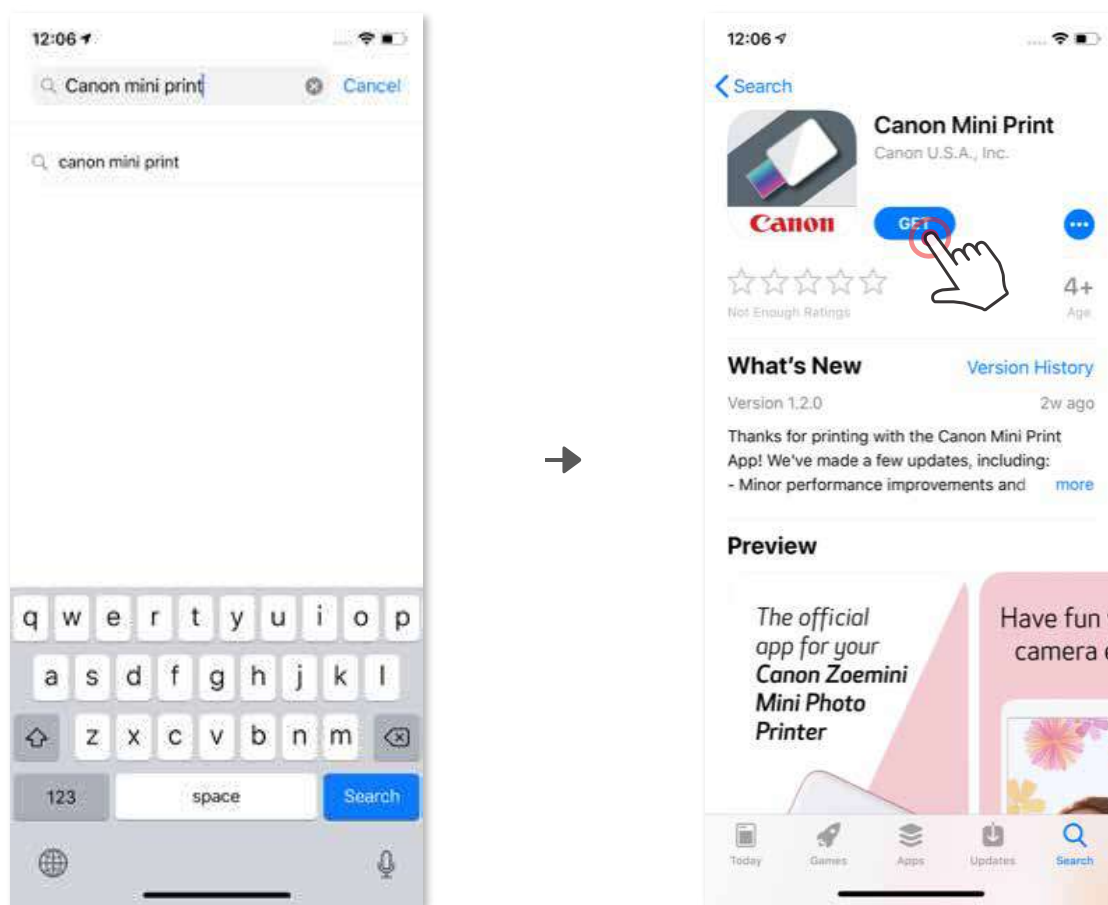 12:06
Canon mini print
Cancel
canon mini print
q w e r t y u i o p
a s d f g h j k l
z x c v b n m
123 space Search
12:06
Search
Canon Mini Print
Canon U.S.A., Inc.
Canon
GET
4+
Not Enough Ratings
Age
What's New
Version History
Version 1.2.0
2w ago
Thanks for printing with the Canon Mini Print
App! We've made a few updates, including:
- Minor performance improvements and more
Preview
The official
app for your
Canon Zoemini
Mini Photo
Printer
Have fun
camera e
Today Games Apps Updates Search